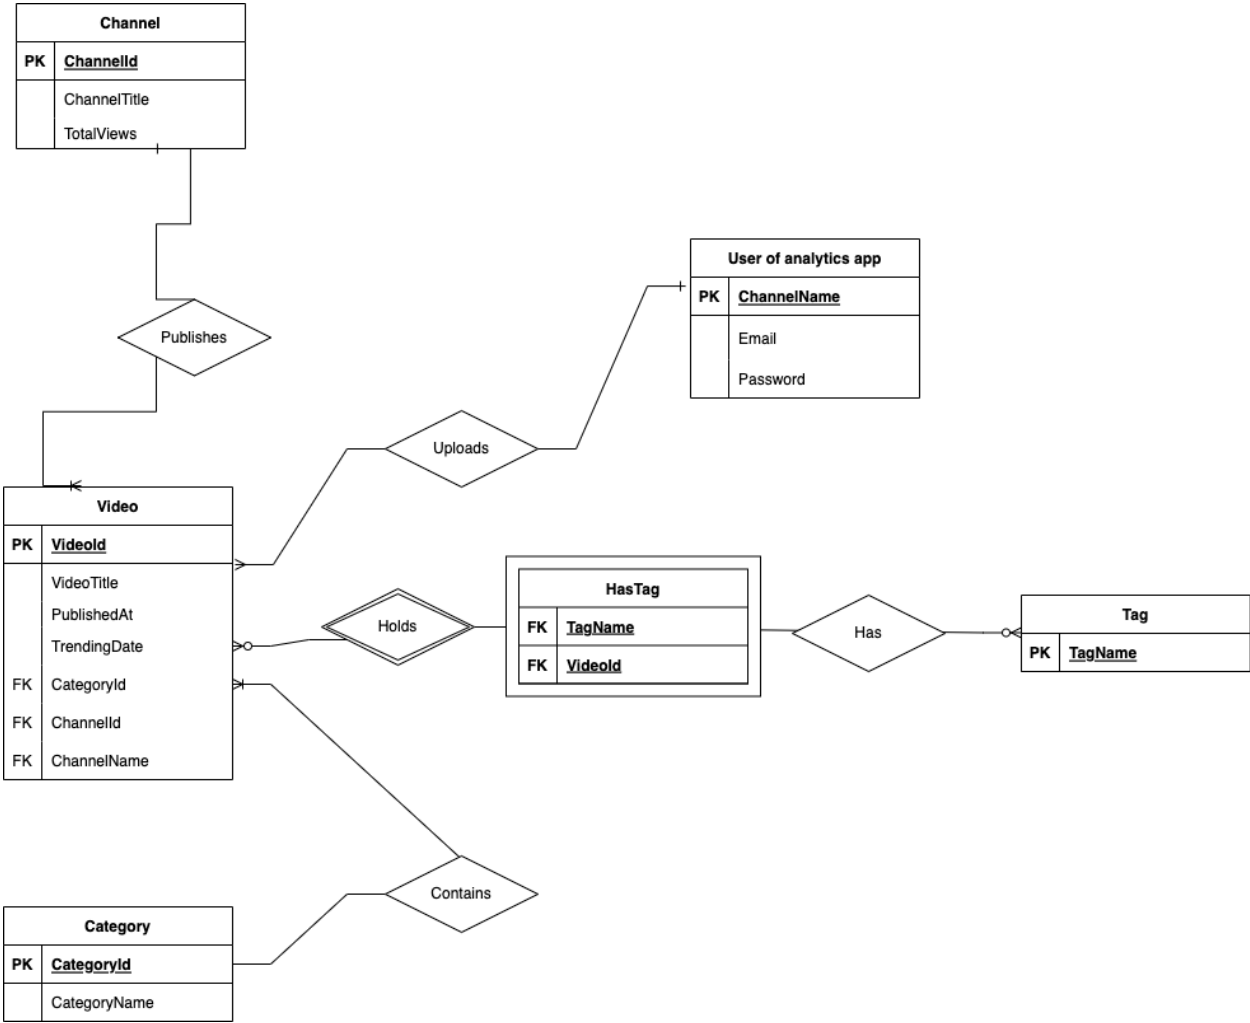 Channel
PK ChannelId
ChannelTitle
TotalViews
Publishes
User of analytics app
PK ChannelName
Email
Password
Uploads
Video
PK VideoId
VideoTitle
PublishedAt
TrendingDate
FK CategoryId
FK ChannelId
FK ChannelName
Holds
HasTag
FK TagName
FK VideoId
Has
Tag
PK TagName
Contains
Category
PK CategoryId
CategoryName